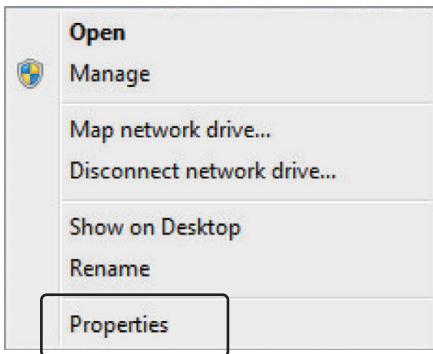 Open
Manage
Map network drive...
Disconnect network drive...
Show on Desktop
Rename
Properties